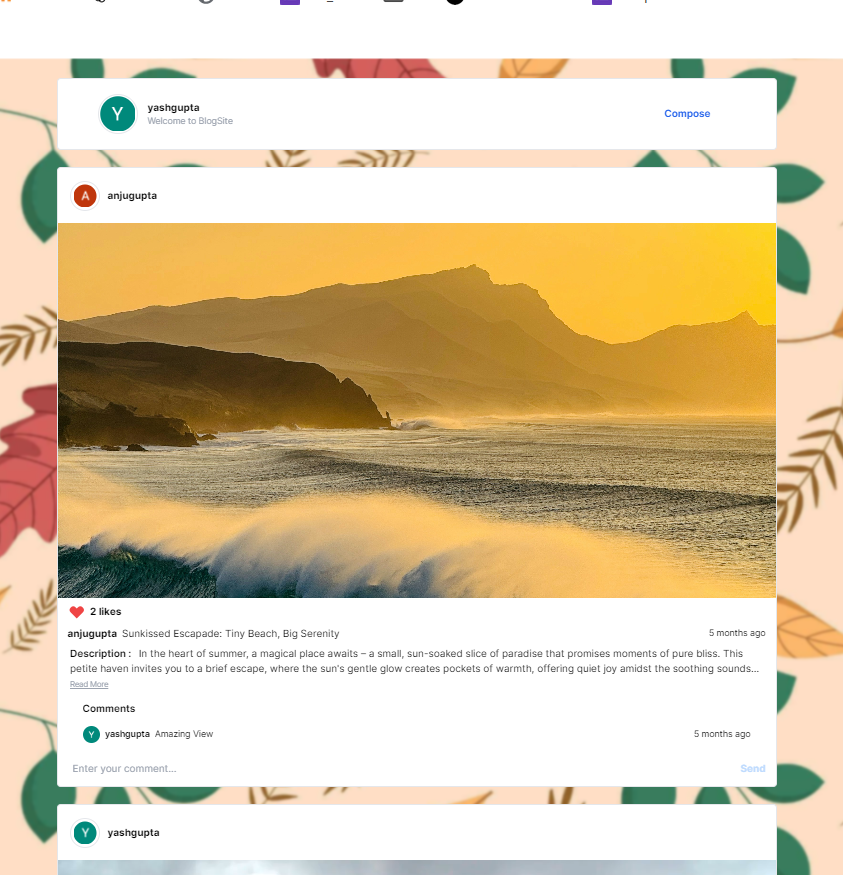 Y
yashgupta
Welcome to BlogSite
Compose
A
anjugupta
2 likes
anjugupta Sunkissed Escapade: Tiny Beach, Big Serenity
5 months ago
Description : In the heart of summer, a magical place awaits – a small, sun-soaked slice of paradise that promises moments of pure bliss. This
petite haven invites you to a brief escape, where the sun's gentle glow creates pockets of warmth, offering quiet joy amidst the soothing sounds...
Read More
Comments
Y yashgupta Amazing View
5 months ago
Enter your comment...
Send
Y
yashgupta